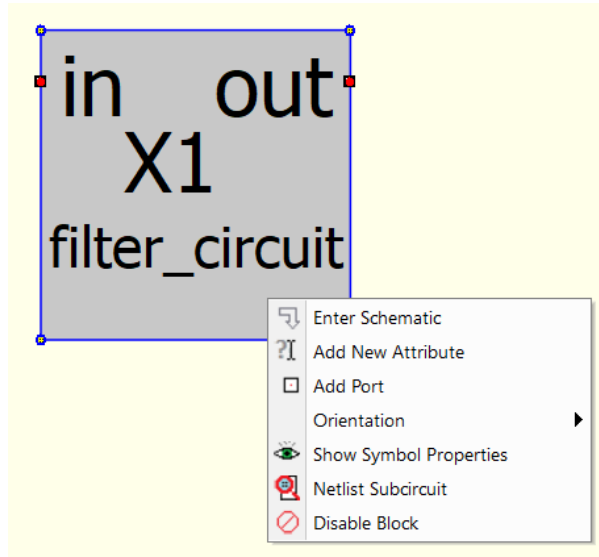 in out
X1
filter_circuit
Enter Schematic
Add New Attribute
Add Port
Orientation
Show Symbol Properties
Netlist Subcircuit
Disable Block